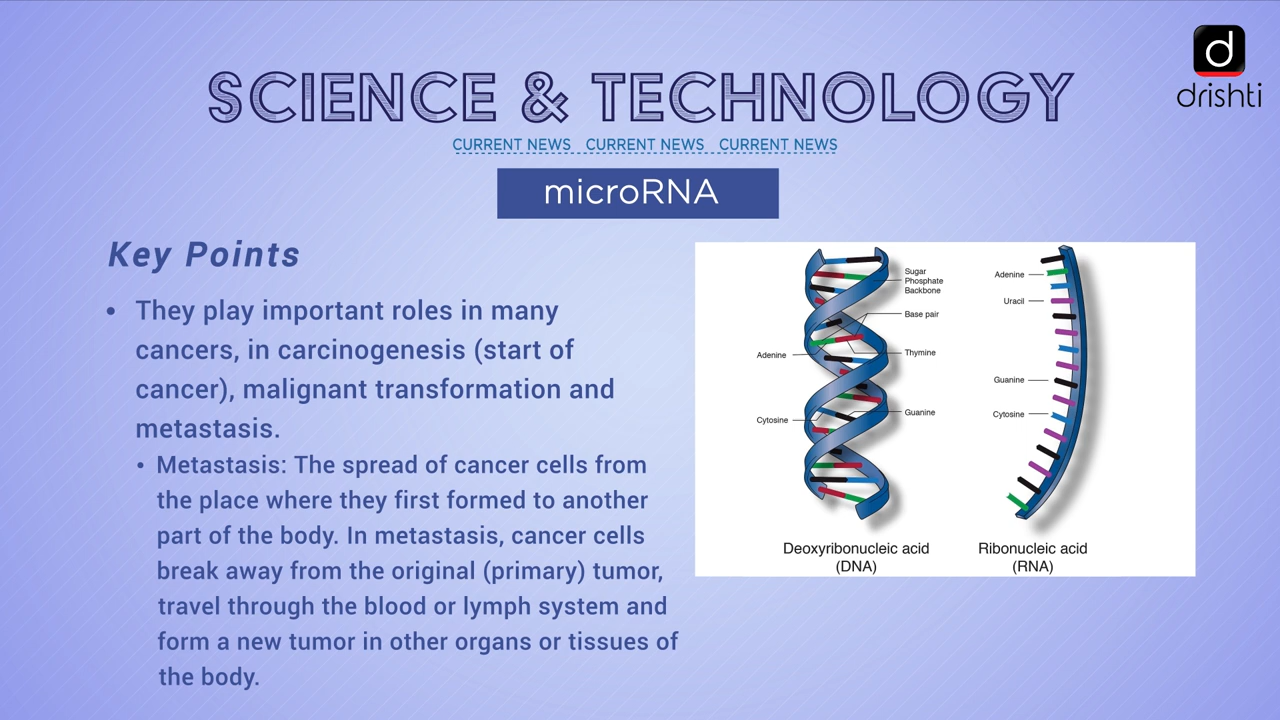 drishti
SCIENCE & TECHNOLOGY
CURRENT NEWS CURRENT NEWS CURRENT NEWS
microRNA
Key Points
• They play important roles in many
cancers, in carcinogenesis (start of
cancer), malignant transformation and
metastasis.
• Metastasis: The spread of cancer cells from
the place where they first formed to another
part of the body. In metastasis, cancer cells
break away from the original (primary) tumor,
travel through the blood or lymph system and
form a new tumor in other organs or tissues of
the body.
Sugar
Phosphate
Backbone
Base pair
Adenine
Thymine
Cytosine
Guanine
Deoxyribonucleic acid
(DNA)
Adenine
Uracil
Guanine
Cytosine
Ribonucleic acid
(RNA)